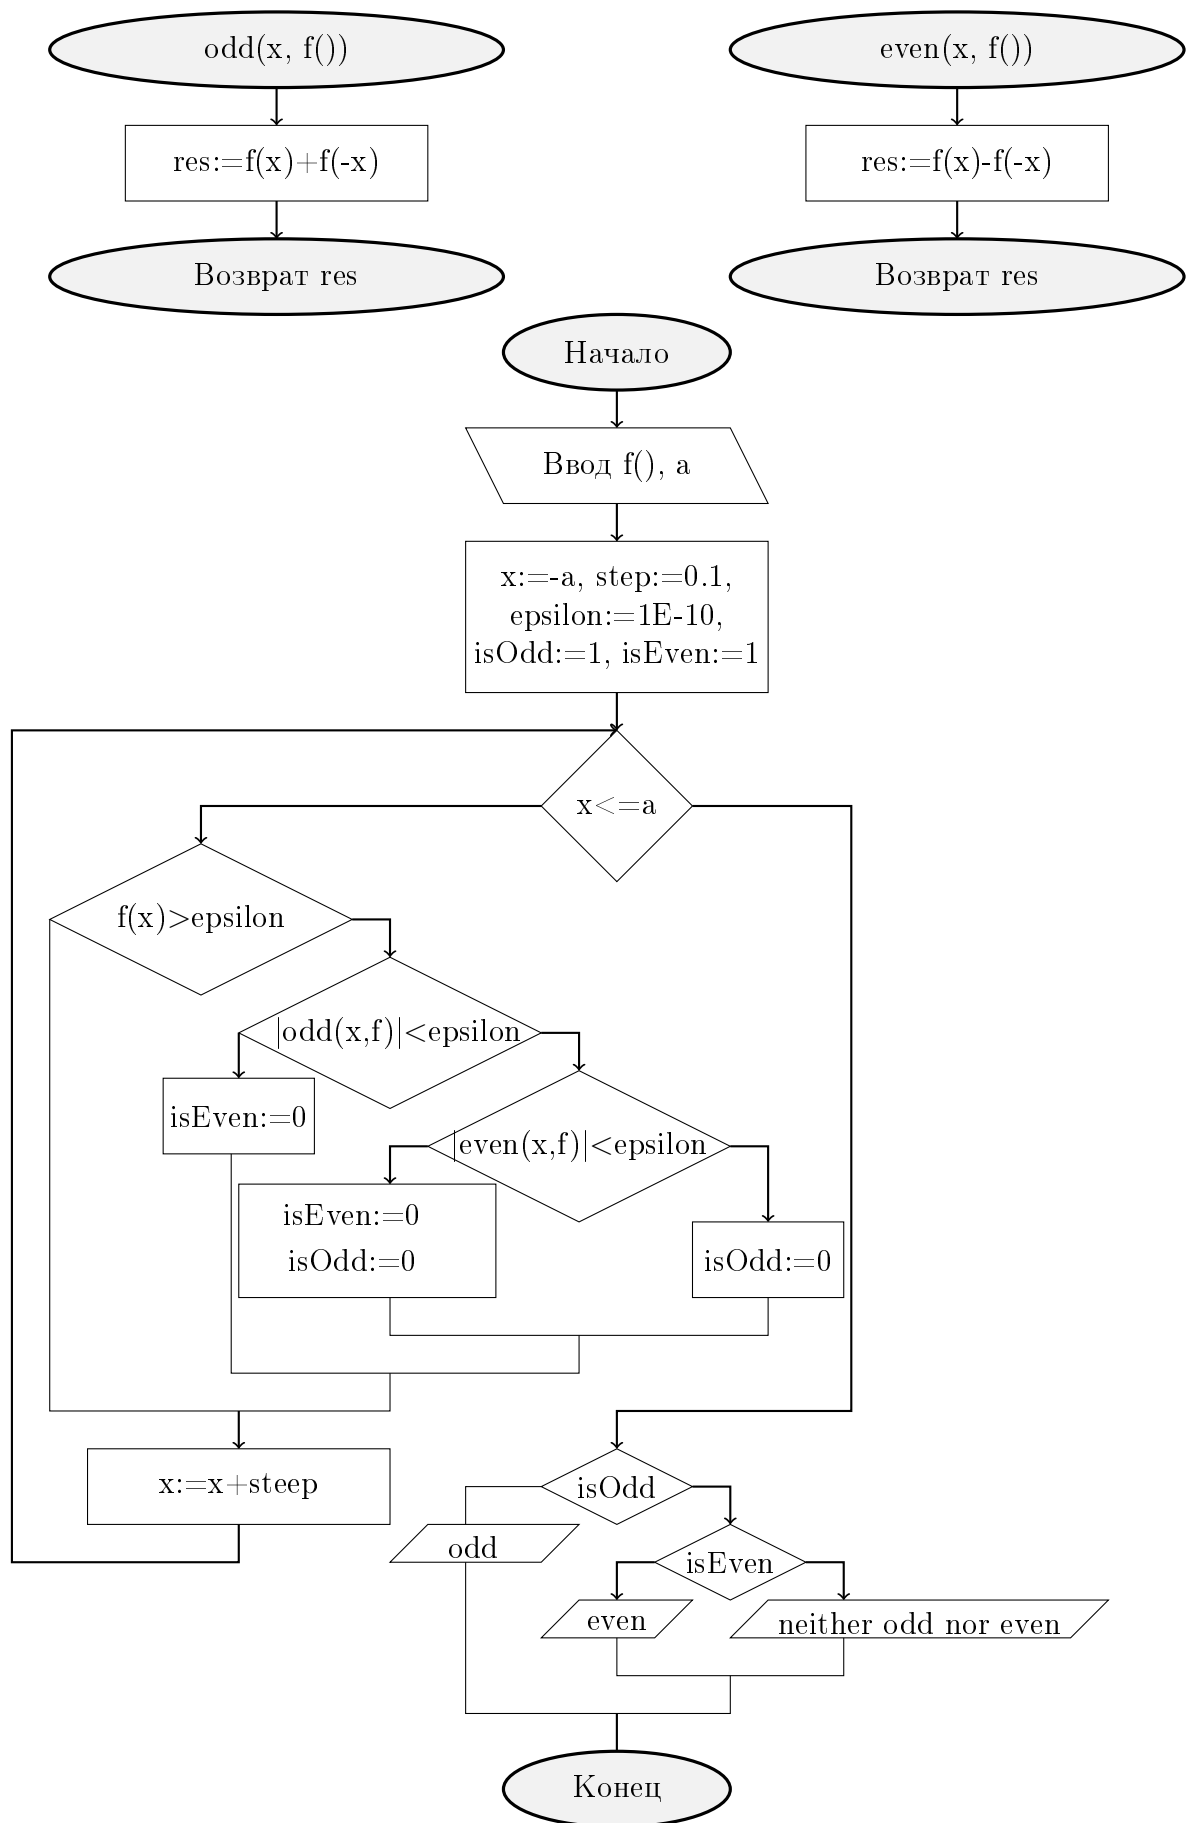 odd(x, f())
res:=f(x)+f(-x)
Возврат res
even(x, f())
res:=f(x)-f(-x)
Возврат res
Начало
Ввод f(), a
x:=-a, step:=0.1,
epsilon:=1E-10,
isOdd:=1, isEven:=1
x<=a
f(x)>epsilon
|odd(x,f)|<epsilon
isEven:=0
|even(x,f)|<epsilon
isEven:=0
isOdd:=0
isOdd:=0
x:=x+steep
isOdd
odd
isEven
even
neither odd nor even
Конец